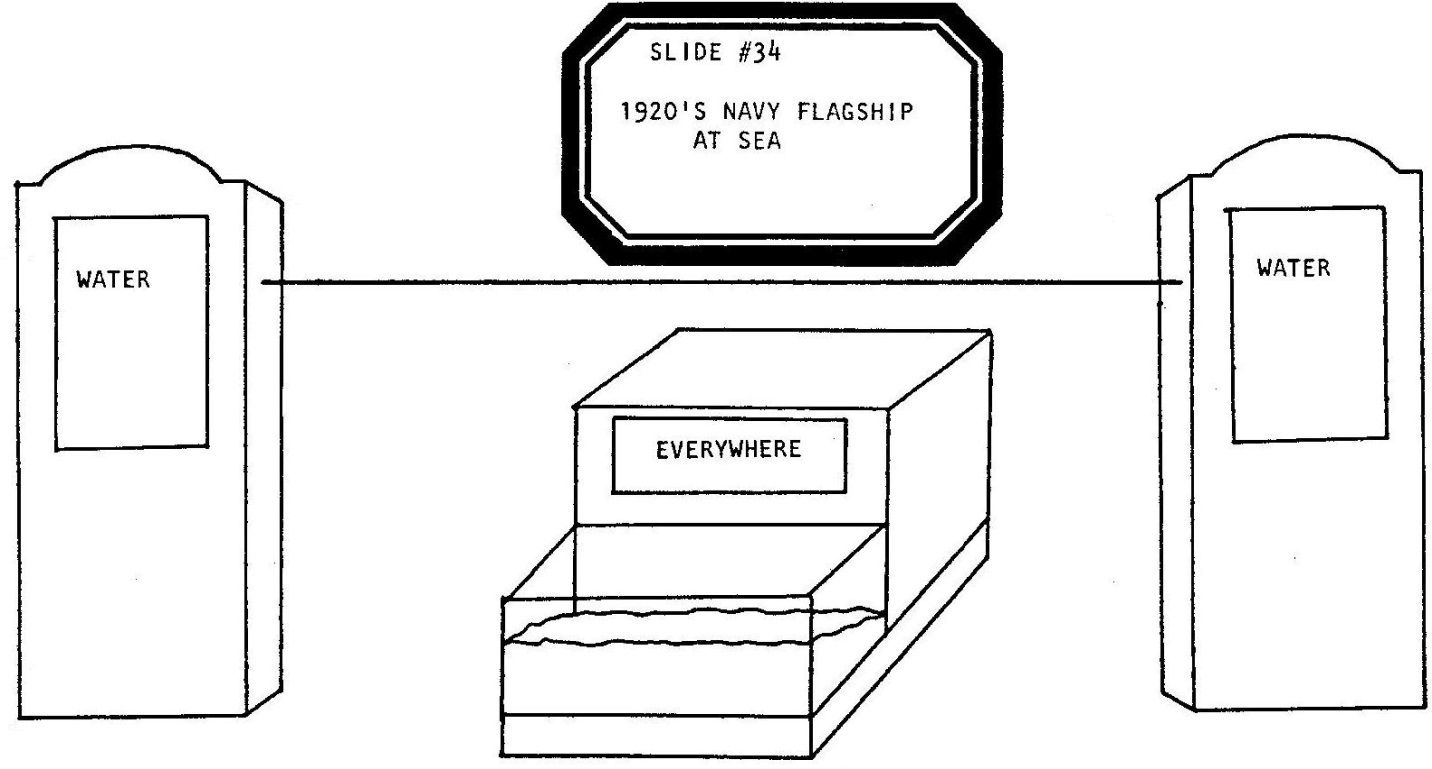 SLIDE #34
1920'S NAVY FLAGSHIP
AT SEA
WATER
WATER
EVERYWHERE